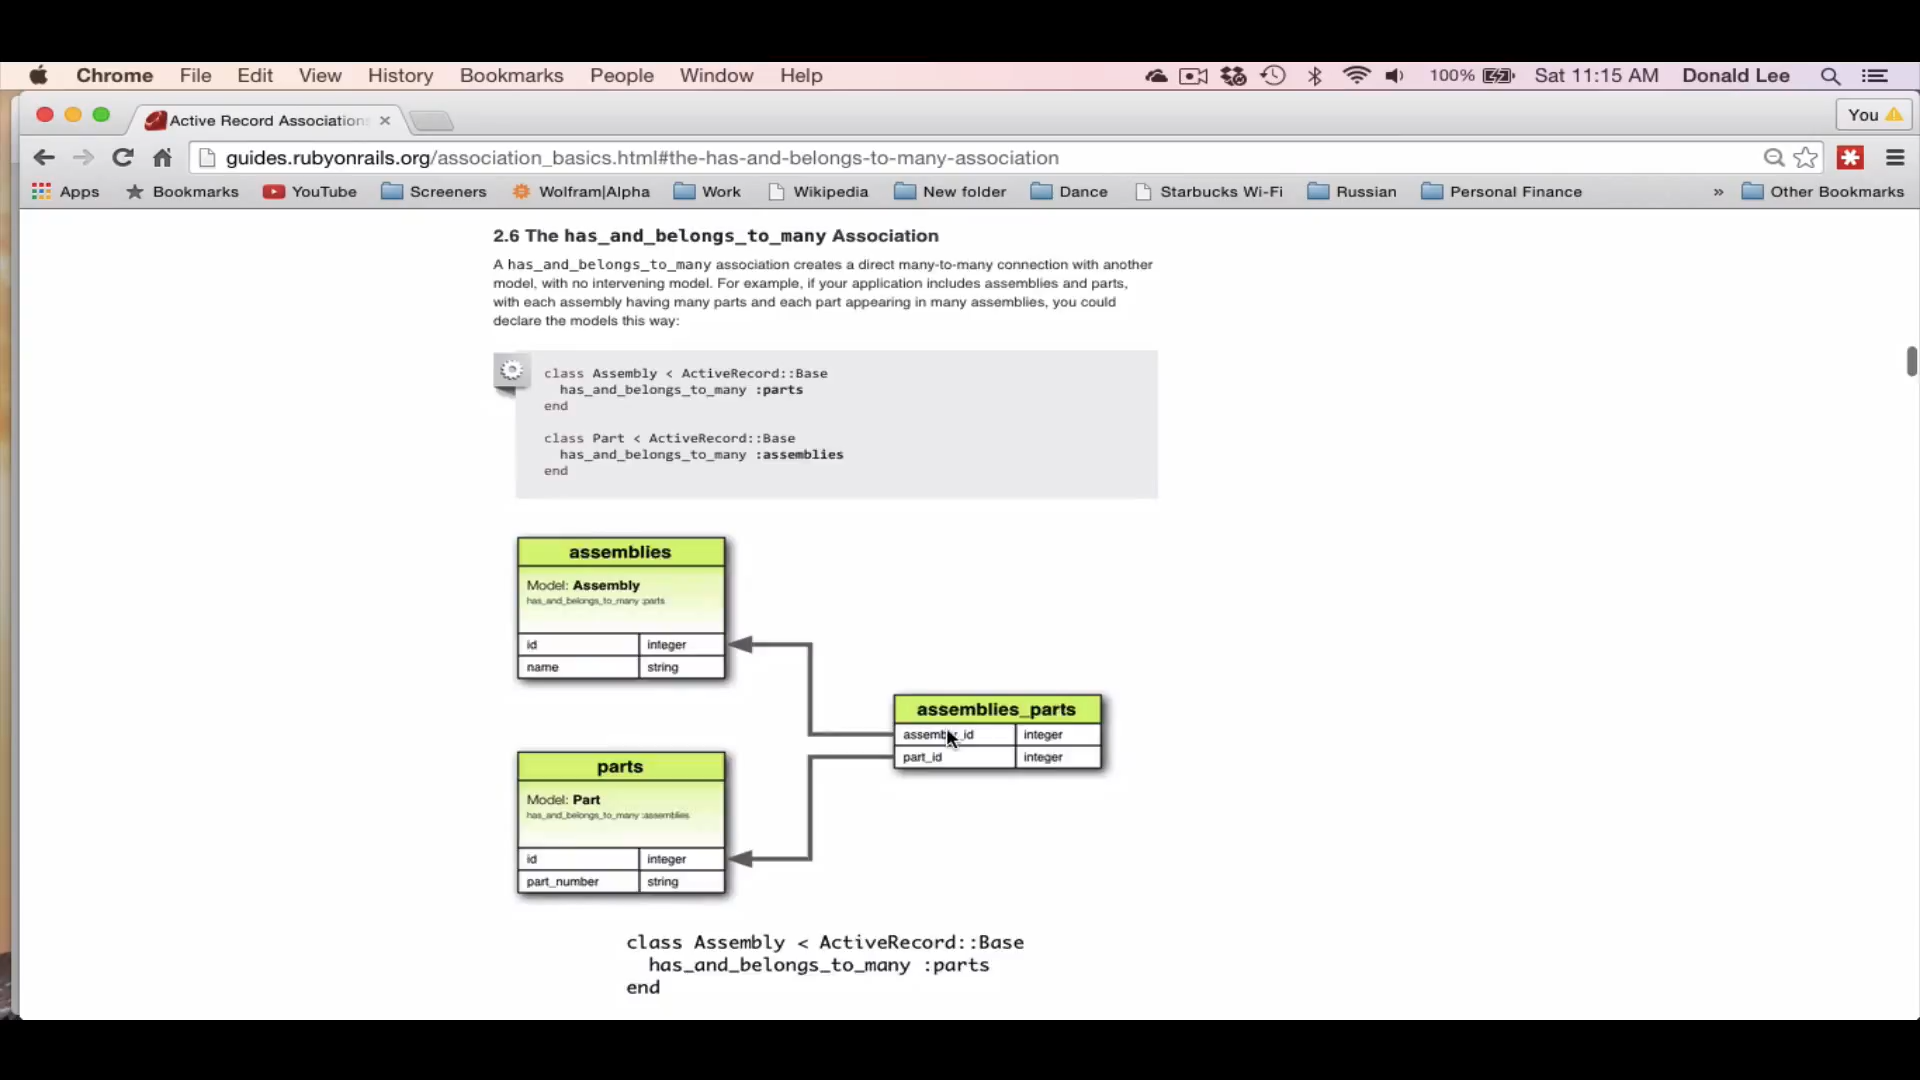 Chrome File Edit View History Bookmarks People Window Help 100% Sat 11:15 AM Donald Lee
Active Record Association You
guides.rubyonrails.org/association_basics.html#the-has-and-belongs-to-many-association
Apps Bookmarks YouTube Screeners Wolfram|Alpha Work Wikipedia New folder Dance Starbucks Wi-Fi Russian Personal Finance » Other Bookmarks
2.6 The has_and_belongs_to_many Association
A has_and_belongs_to_many association creates a direct many-to-many connection with another
model, with no intervening model. For example, if your application includes assemblies and parts,
with each assembly having many parts and each part appearing in many assemblies, you could
declare the models this way:
class Assembly < ActiveRecord::Base
has_and_belongs_to_many :parts
end
class Part < ActiveRecord::Base
has_and_belongs_to_many :assemblies
end
assemblies
Model: Assembly
has_and_belongs_to_many :parts
id integer
name string
assemblies_parts
integer
part_id integer
parts
Model: Part
has_and_belongs_to_many :assemblies
id integer
part_number string
class Assembly < ActiveRecord::Base
has_and_belongs_to_many :parts
end